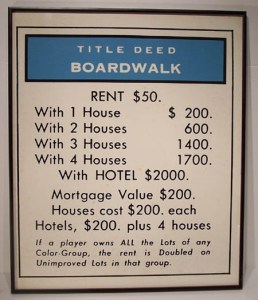 TITLE DEED
BOARDWALK
RENT $50.
With 1 House $ 200.
With 2 Houses 600.
With 3 Houses 1400.
With 4 Houses 1700.
With HOTEL $2000.
Mortgage Value $200.
Houses cost $200. each
Hotels, $200. plus 4 houses
If a player owns ALL the Lots of any
Color-Group, the rent is Doubled on
Unimproved Lots in that group.